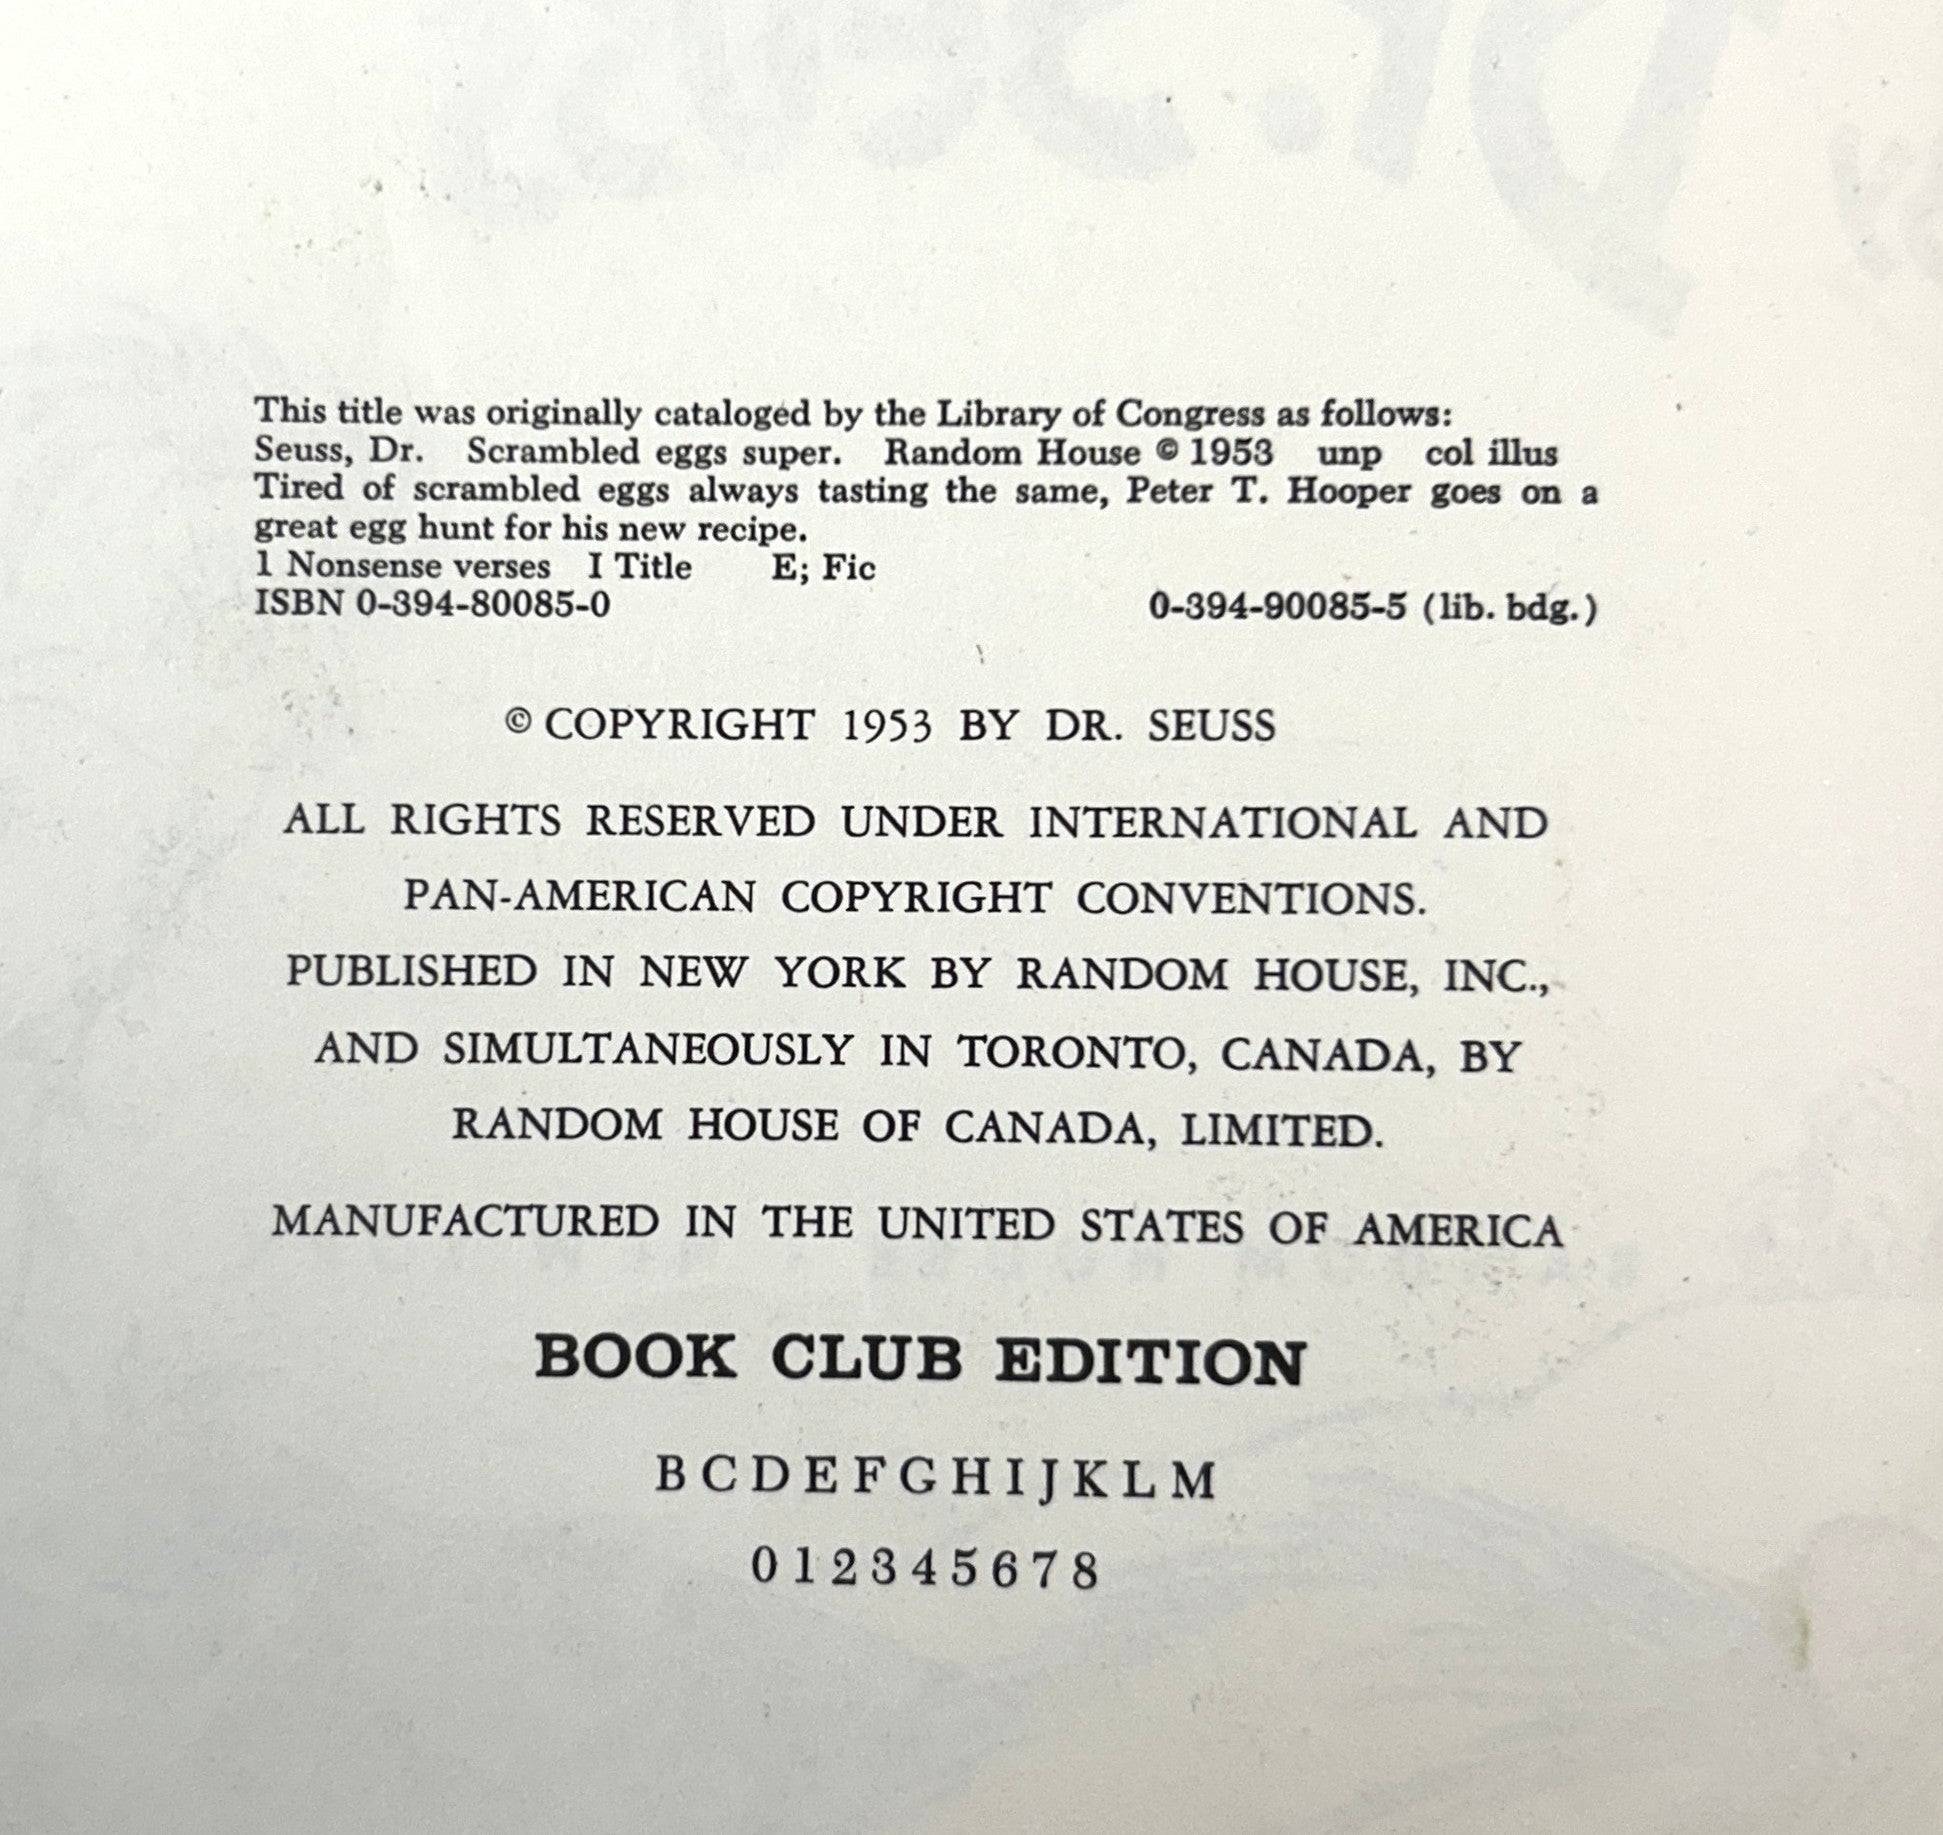 This title was originally cataloged by the Library of Congress as follows:
Seuss, Dr. Scrambled eggs super. Random House © 1953 unp col illus
Tired of scrambled eggs always tasting the same, Peter T. Hooper goes on a
great egg hunt for his new recipe.
1 Nonsense verses I Title E; Fic
ISBN 0-394-80085-0 0-394-90085-5 (lib. bdg.)
© COPYRIGHT 1953 BY DR. SEUSS
ALL RIGHTS RESERVED UNDER INTERNATIONAL AND
PAN-AMERICAN COPYRIGHT CONVENTIONS.
PUBLISHED IN NEW YORK BY RANDOM HOUSE, INC.,
AND SIMULTANEOUSLY IN TORONTO, CANADA, BY
RANDOM HOUSE OF CANADA, LIMITED.
MANUFACTURED IN THE UNITED STATES OF AMERICA
BOOK CLUB EDITION
B C D E F G H I J K L M
0 1 2 3 4 5 6 7 8